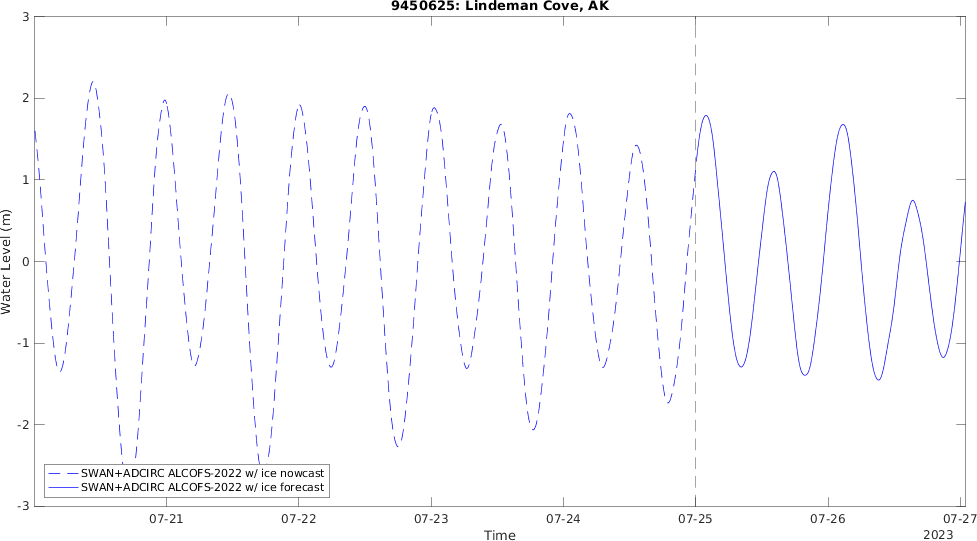 9450625: Lindeman Cove, AK
3
2
1
0
-1
-2
-3
Water Level (m)
SWAN+ADCIRC ALCOFS-2022 w/ ice nowcast
SWAN+ADCIRC ALCOFS-2022 w/ ice forecast
07-21 07-22 07-23 07-24 07-25 07-26 07-27
Time
2023